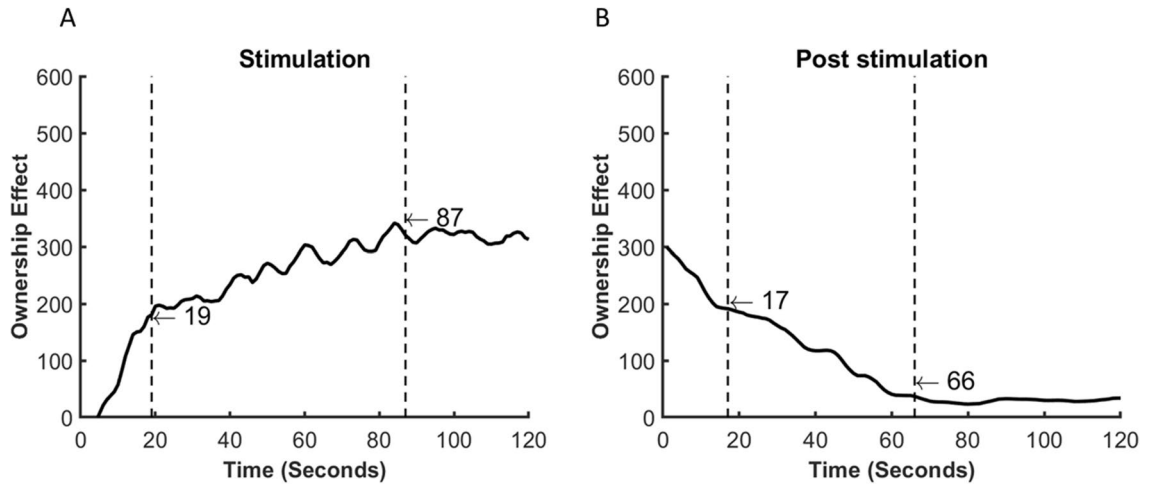 A
Stimulation
Ownership Effect
600
500
400
300
200
100
0
← 19
← 87
0 20 40 60 80 100 120
Time (Seconds)
B
Post stimulation
Ownership Effect
600
500
400
300
200
100
0
← 17
← 66
0 20 40 60 80 100 120
Time (Seconds)